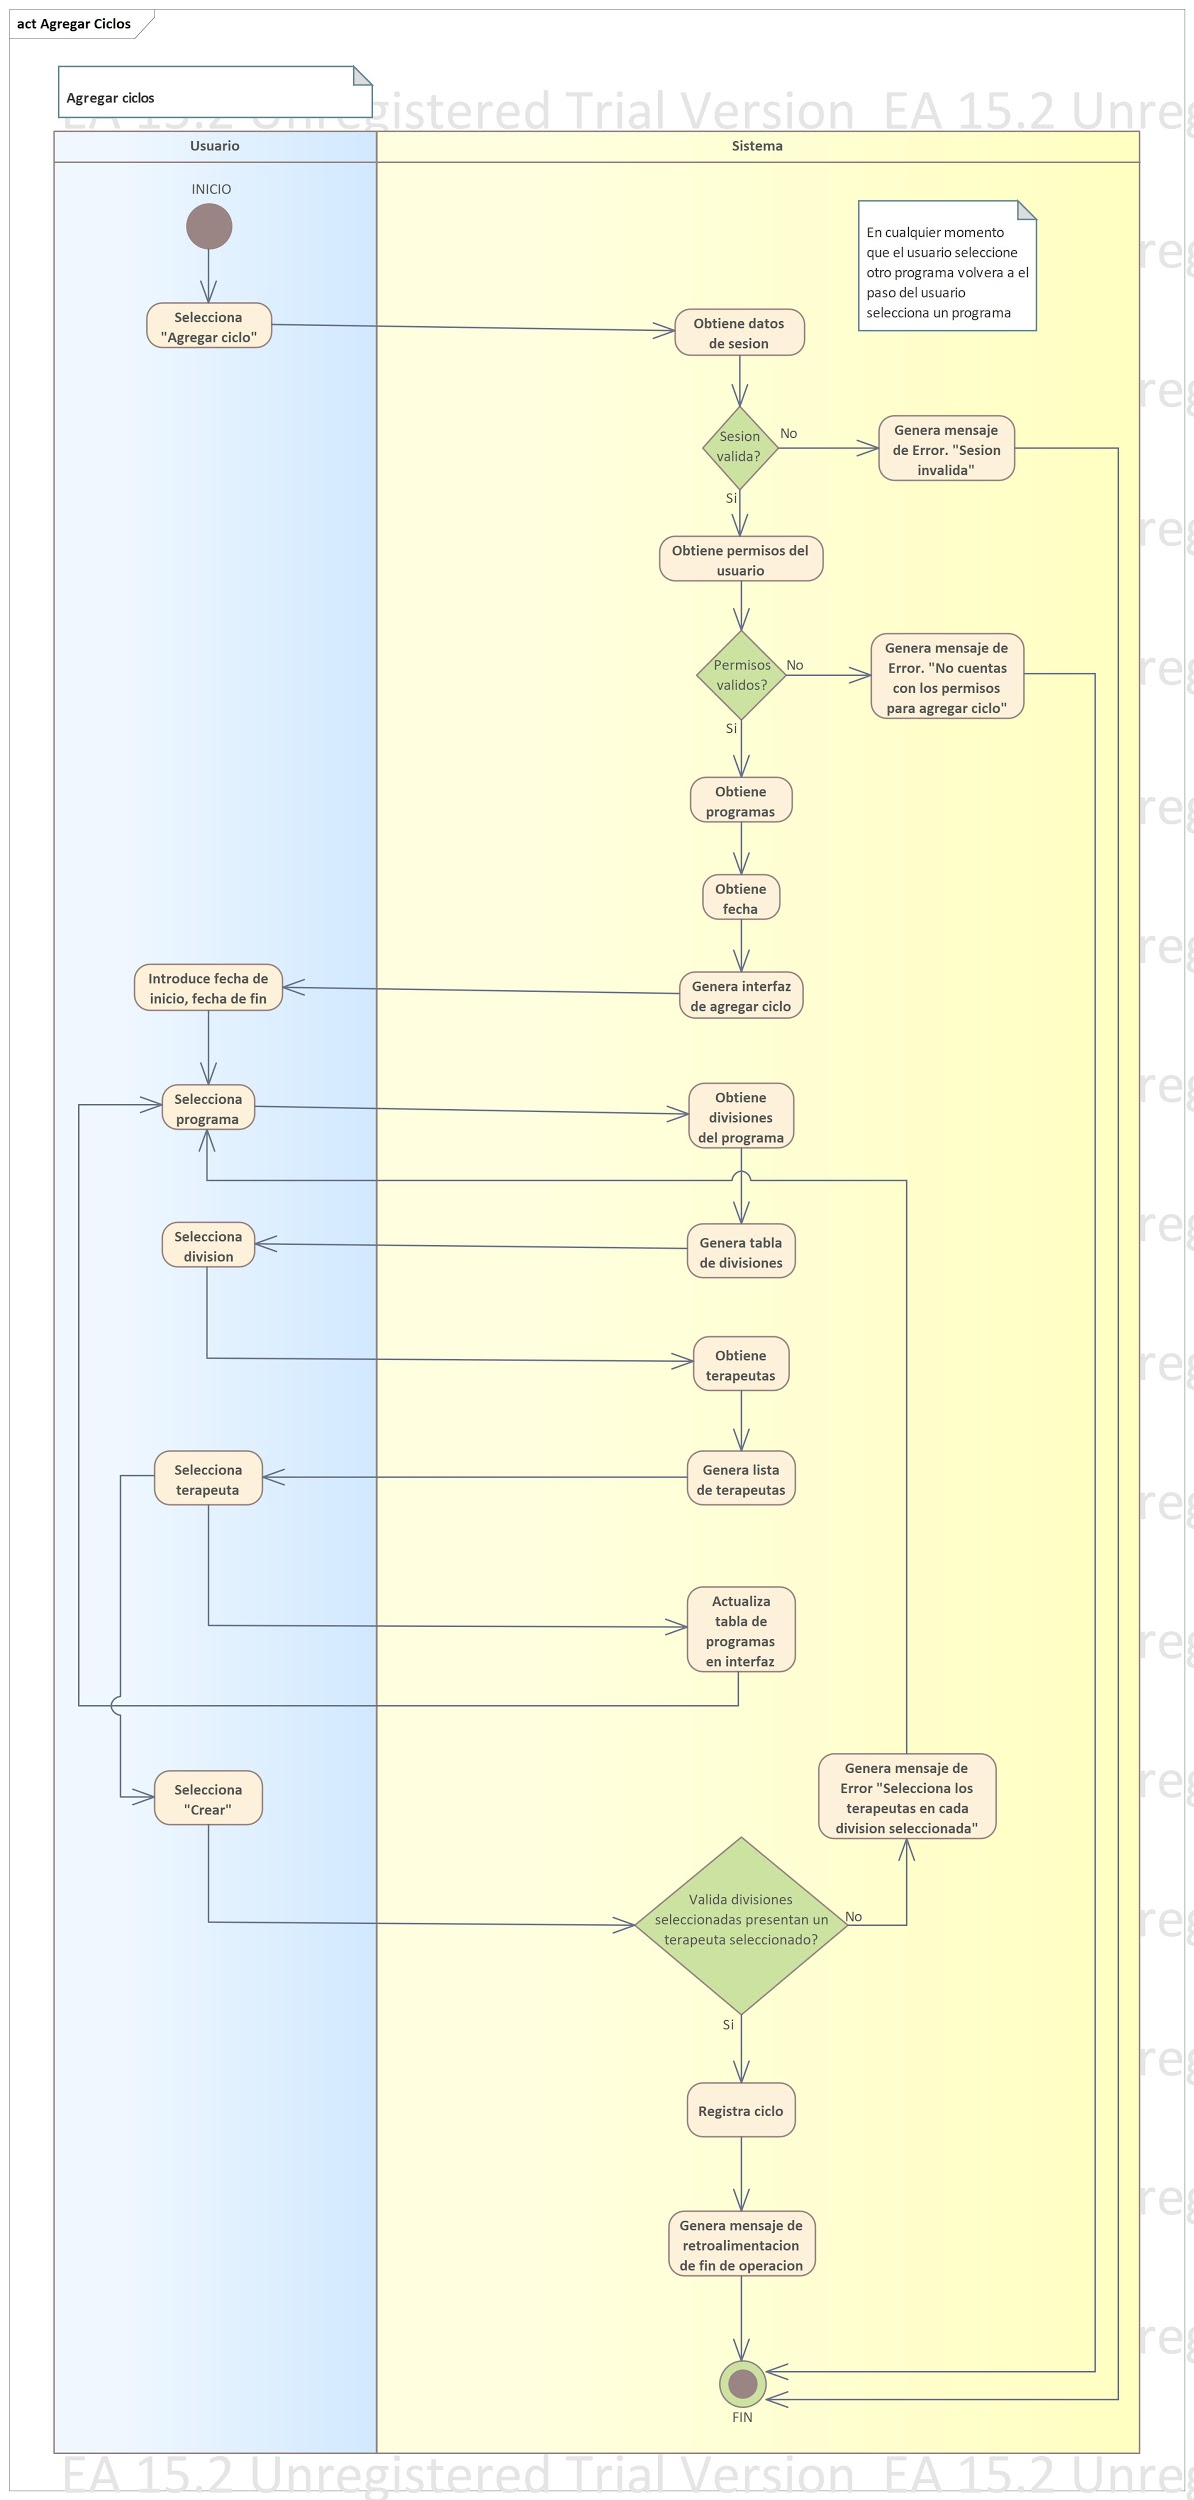 act Agregar Ciclos
Agregar ciclos
EA 15.2 Unregistered Trial Version EA 15.2 Unreg
Usuario
Sistema
INICIO
En cualquier momento
que el usuario seleccione
otro programa volvera a el
paso del usuario
selecciona un programa
Selecciona
"Agregar ciclo"
Obtiene datos
de sesion
Sesion
valida?
No
Genera mensaje
de Error. "Sesion
invalida"
Si
Obtiene permisos del
usuario
Permisos
validos?
No
Genera mensaje de
Error. "No cuentas
con los permisos
para agregar ciclo"
Si
Obtiene
programas
Obtiene
fecha
Introduce fecha de
inicio, fecha de fin
Genera interfaz
de agregar ciclo
Selecciona
programa
Obtiene
divisiones
del programa
Selecciona
division
Genera tabla
de divisiones
Obtiene
terapeutas
Selecciona
terapeuta
Genera lista
de terapeutas
Actualiza
tabla de
programas
en interfaz
Selecciona
"Crear"
Genera mensaje de
Error "Selecciona los
terapeutas en cada
division seleccionada"
Valida divisiones
seleccionadas presentan un
terapeuta seleccionado?
No
Si
Registra ciclo
Genera mensaje de
retroalimentacion
de fin de operacion
FIN
EA 15.2 Unregistered Trial Version EA 15.2 Unreg